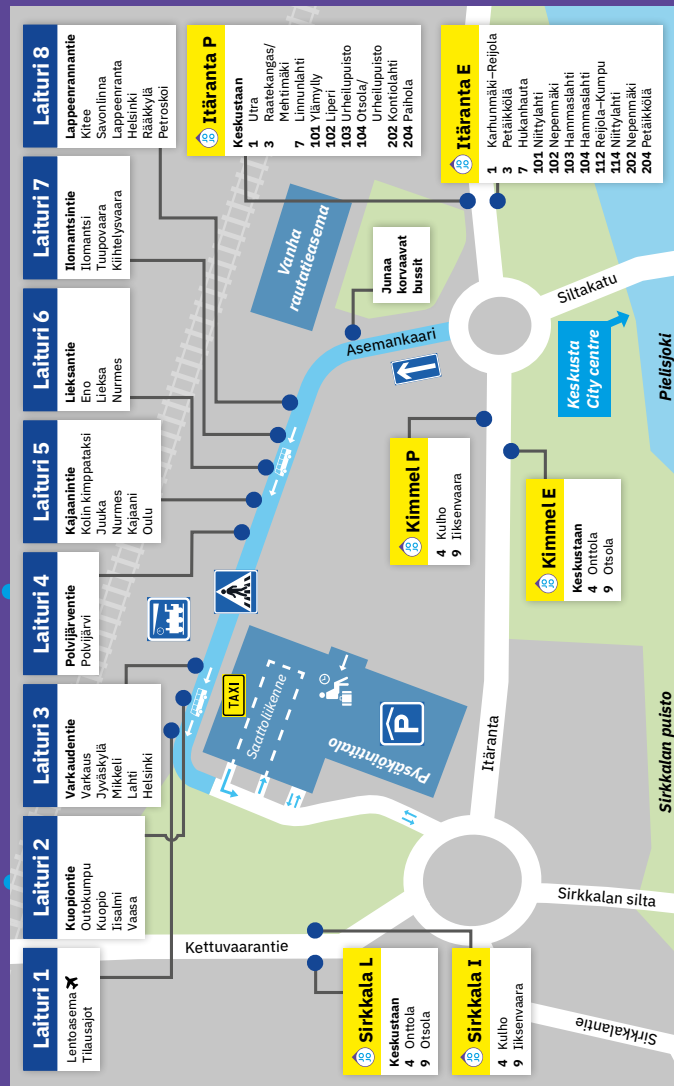 Laituri 1
Lentoasema
Tilausajot
Laituri 2
Kuopiontie
Outokumpu
Kuopio
Iisalmi
Vaasa
Laituri 3
Varkaudentie
Varkaus
Jyväskylä
Mikkeli
Lahti
Helsinki
Laituri 4
Polvijärventie
Polvijärvi
Laituri 5
Kajaanintie
Kolin kimppataksi
Juuka
Nurmes
Kajaani
Oulu
Laituri 6
Lieksantie
Eno
Lieksa
Nurmes
Laituri 7
Ilomantsintie
Ilomantsi
Tuupovaara
Kiihtelysvaara
Laituri 8
Lappeenrannantie
Kitee
Savonlinna
Lappeenranta
Helsinki
Rääkkylä
Petroskoi
JOJO Itäranta P
Keskustaan
1 Utra
3 Raatekangas/
Mehtimäki
7 Linnunlahti
101 Ylämylly
102 Liperi
103 Urheilupuisto
104 Otsola/
Urheilupuisto
202 Kontiolahti
204 Paihola
JOJO Itäranta E
1 Karhunmäki–Reijola
3 Petäikkölä
7 Hukanhauta
101 Niittylahti
102 Nepenmäki
103 Hammaslahti
104 Hammaslahti
112 Reijola–Kumpu
114 Niittylahti
202 Nepenmäki
204 Petäikkölä
Vanha
rautatieasema
Junaa
korvaavat
bussit
Asemankaari
Siltakatu
Keskusta
City centre
Pielisjoki
JOJO Kimmel P
4 Kulho
9 Iiksenvaara
JOJO Kimmel E
Keskustaan
4 Onttola
9 Otsola
TAXI
Saattoliikenne
P
Pysäköintitalo
Itäranta
Sirkkalan puisto
Kettuvaarantie
Sirkkalan silta
Sirkkalantie
JOJO Sirkkala L
Keskustaan
4 Onttola
9 Otsola
JOJO Sirkkala I
4 Kulho
9 Iiksenvaara